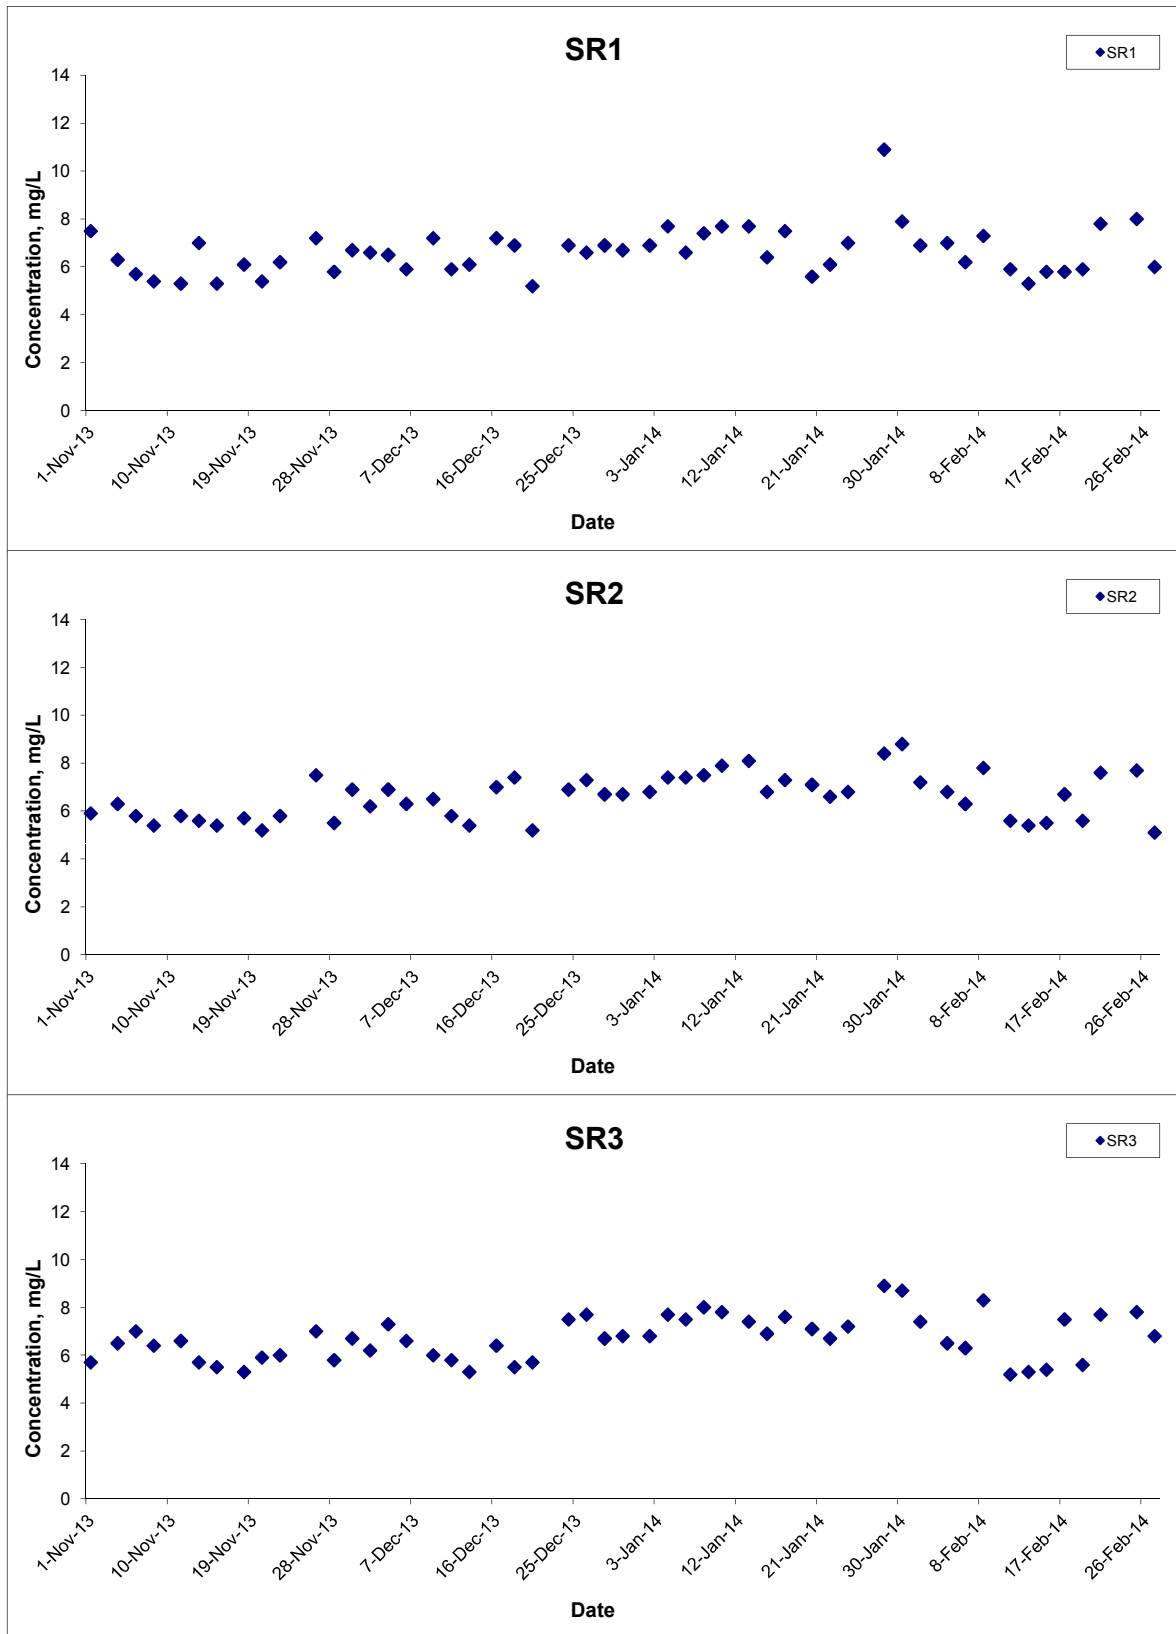 SR1
SR1
14
12
10
8
6
4
2
0
Concentration, mg/L
1-Nov-13
10-Nov-13
19-Nov-13
28-Nov-13
7-Dec-13
16-Dec-13
25-Dec-13
3-Jan-14
12-Jan-14
21-Jan-14
30-Jan-14
8-Feb-14
17-Feb-14
26-Feb-14
Date
SR2
SR2
14
12
10
8
6
4
2
0
Concentration, mg/L
1-Nov-13
10-Nov-13
19-Nov-13
28-Nov-13
7-Dec-13
16-Dec-13
25-Dec-13
3-Jan-14
12-Jan-14
21-Jan-14
30-Jan-14
8-Feb-14
17-Feb-14
26-Feb-14
Date
SR3
SR3
14
12
10
8
6
4
2
0
Concentration, mg/L
1-Nov-13
10-Nov-13
19-Nov-13
28-Nov-13
7-Dec-13
16-Dec-13
25-Dec-13
3-Jan-14
12-Jan-14
21-Jan-14
30-Jan-14
8-Feb-14
17-Feb-14
26-Feb-14
Date